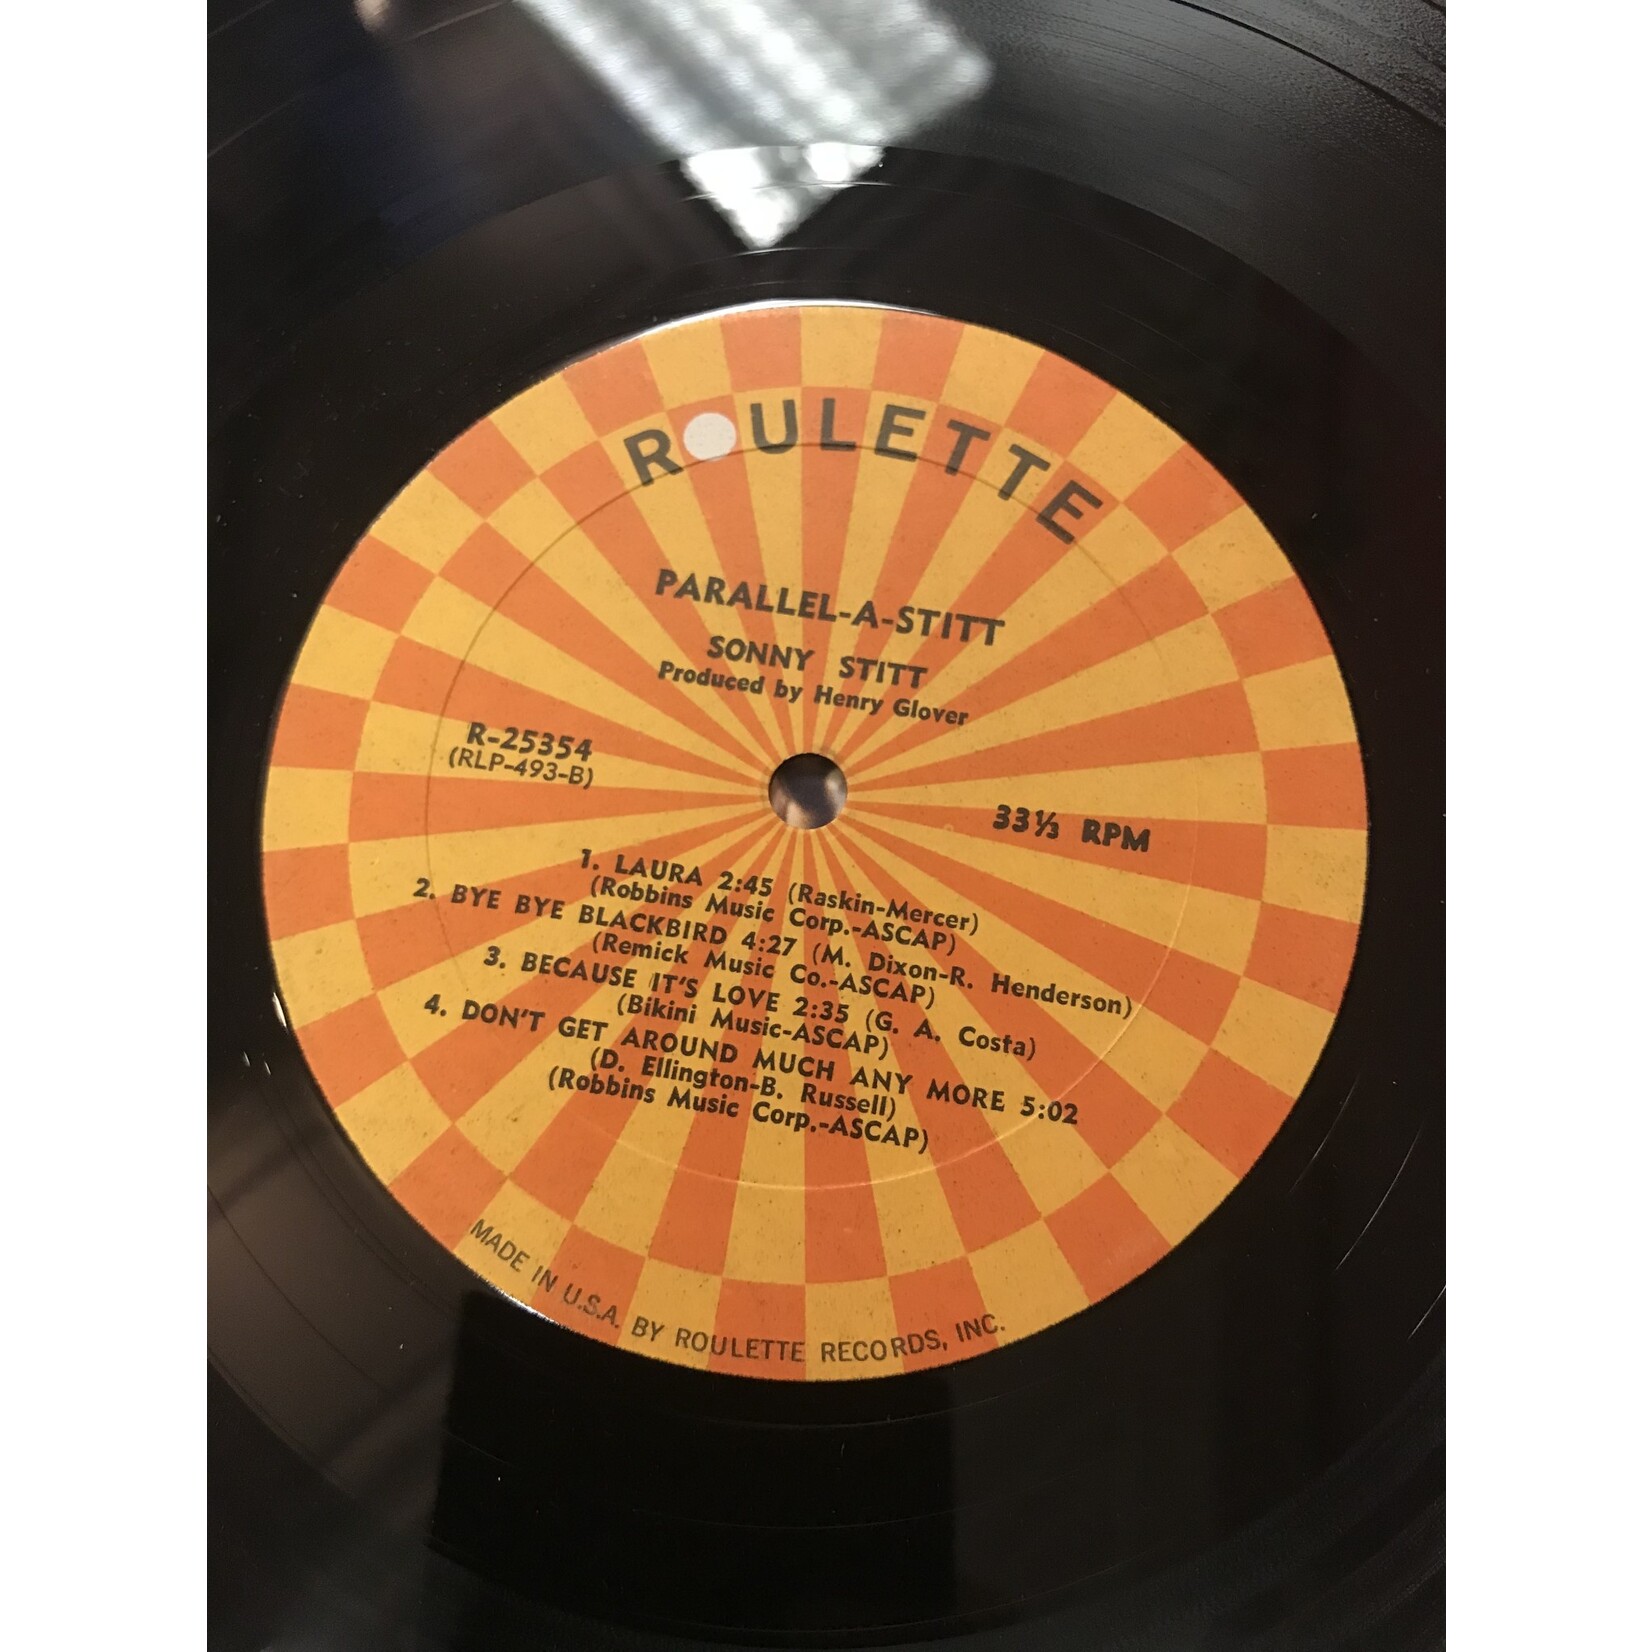 ROULETTE
PARALLEL-A-STITT
SONNY STITT
Produced by Henry Glover
R-25354
(RLP-493-B)
33⅓ RPM
1. LAURA 2:45 (Raskin-Mercer)
(Robbins Music Corp.-ASCAP)
2. BYE BYE BLACKBIRD 4:27 (M. Dixon-R. Henderson)
(Remick Music Co.-ASCAP)
3. BECAUSE IT'S LOVE 2:35 (G. A. Costa)
(Bikini Music-ASCAP)
4. DON'T GET AROUND MUCH ANY MORE 5:02
(D. Ellington-B. Russell)
(Robbins Music Corp.-ASCAP)
MADE IN U.S.A. BY ROULETTE RECORDS, INC.